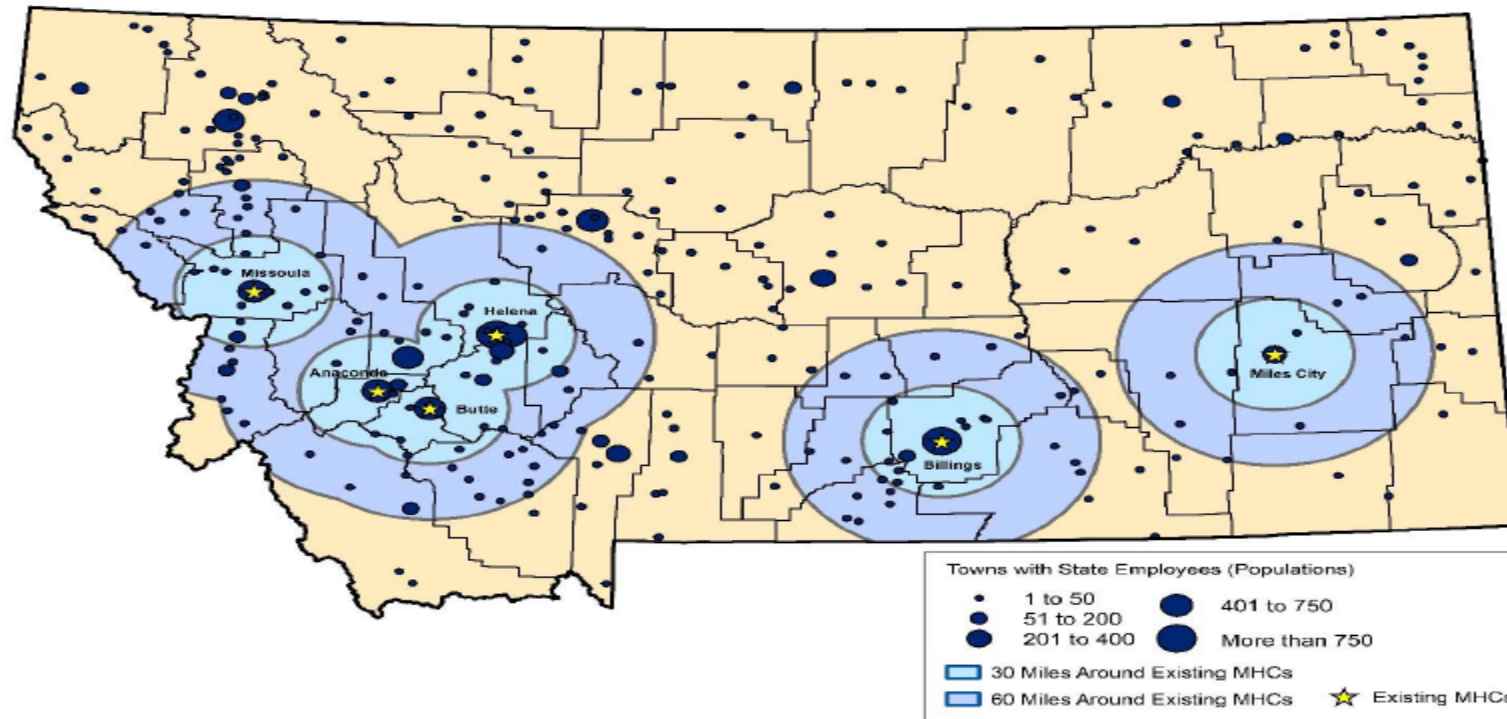 Missoula
Helena
Anaconda
Butte
Billings
Miles City
Towns with State Employees (Populations)
1 to 50
51 to 200
201 to 400
401 to 750
More than 750
30 Miles Around Existing MHCs
60 Miles Around Existing MHCs
Existing MHCs